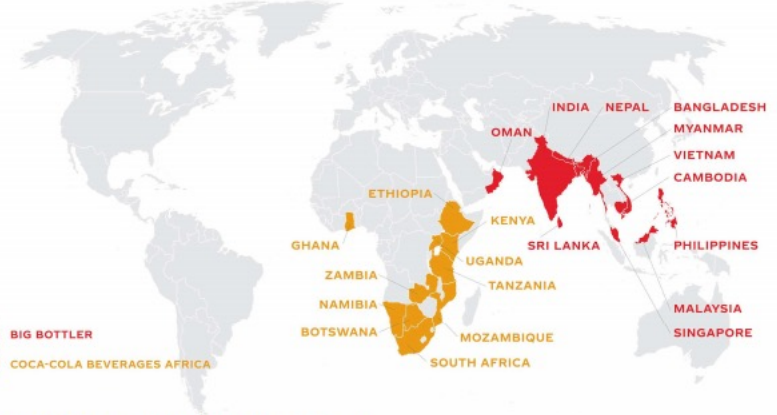 INDIA NEPAL BANGLADESH
OMAN MYANMAR
VIETNAM
CAMBODIA
ETHIOPIA
KENYA
GHANA SRI LANKA PHILIPPINES
UGANDA
ZAMBIA
TANZANIA
NAMIBIA
MALAYSIA
BOTSWANA SINGAPORE
BIG BOTTLER MOZAMBIQUE
COCA-COLA BEVERAGES AFRICA SOUTH AFRICA